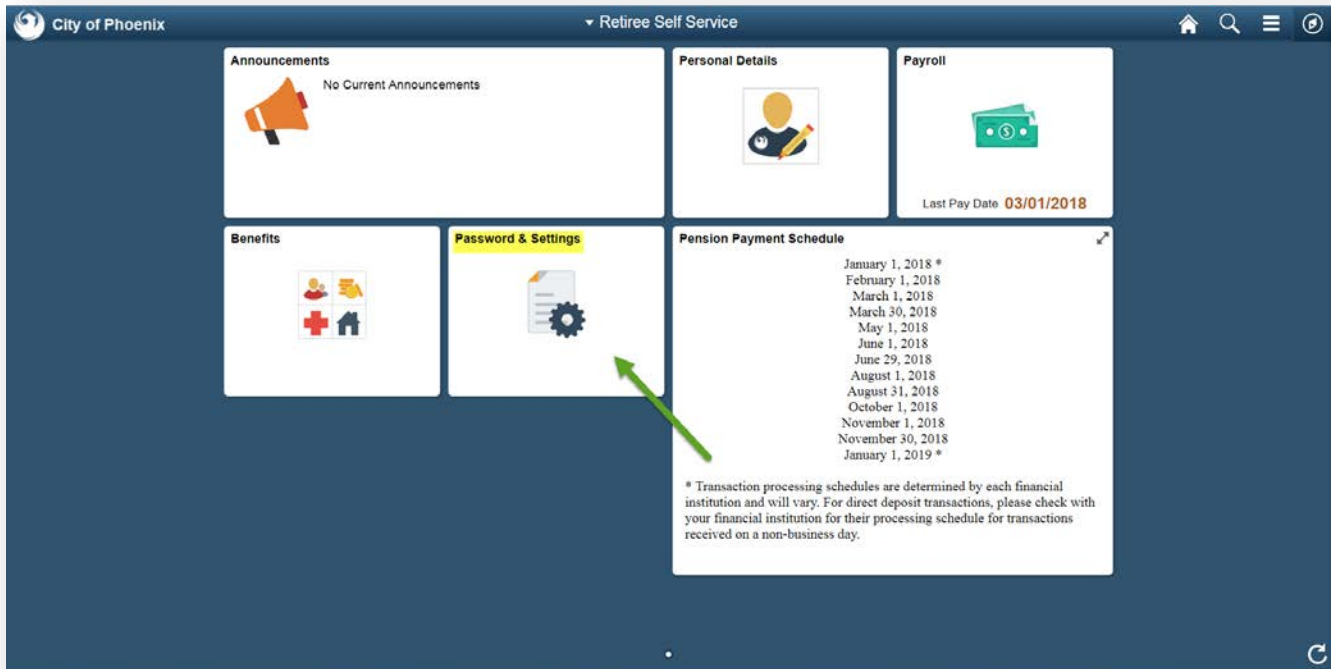 City of Phoenix
Retiree Self Service
Announcements
No Current Announcements
Personal Details
Payroll
Last Pay Date 03/01/2018
Benefits
Password & Settings
Pension Payment Schedule
January 1, 2018 *
February 1, 2018
March 1, 2018
March 30, 2018
May 1, 2018
June 1, 2018
June 29, 2018
August 1, 2018
August 31, 2018
October 1, 2018
November 1, 2018
November 30, 2018
January 1, 2019 *
* Transaction processing schedules are determined by each financial
institution and will vary. For direct deposit transactions, please check with
your financial institution for their processing schedule for transactions
received on a non-business day.